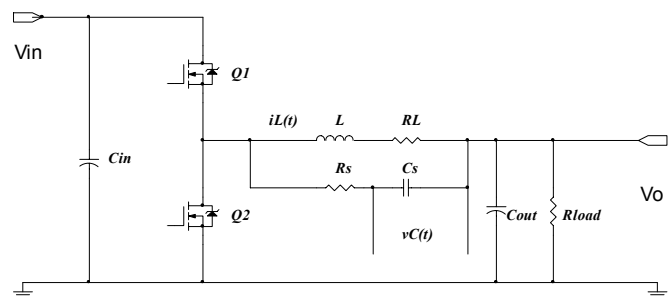 Vin
Q1
iL(t) L RL
Cin
Rs Cs
Vo
Q2
Cout Rload
vC(t)